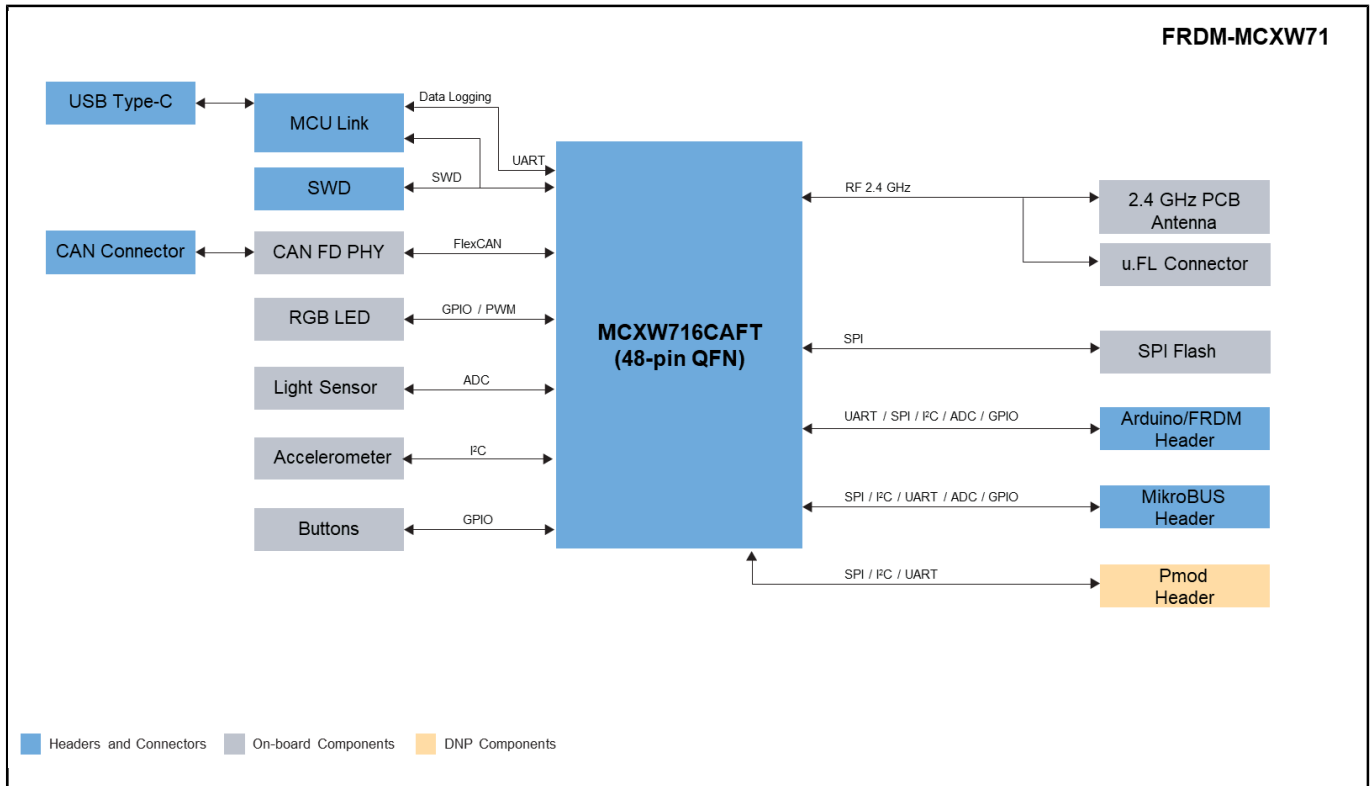 FRDM-MCXW71
USB Type-C
MCU Link
Data Logging
UART
SWD
SWD
CAN Connector
CAN FD PHY
FlexCAN
RGB LED
GPIO / PWM
Light Sensor
ADC
Accelerometer
I²C
Buttons
GPIO
MCXW716CAFT
(48-pin QFN)
RF 2.4 GHz
2.4 GHz PCB
Antenna
u.FL Connector
SPI
SPI Flash
UART / SPI / I²C / ADC / GPIO
Arduino/FRDM
Header
SPI / I²C / UART / ADC / GPIO
MikroBUS
Header
SPI / I²C / UART
Pmod
Header
Headers and Connectors
On-board Components
DNP Components